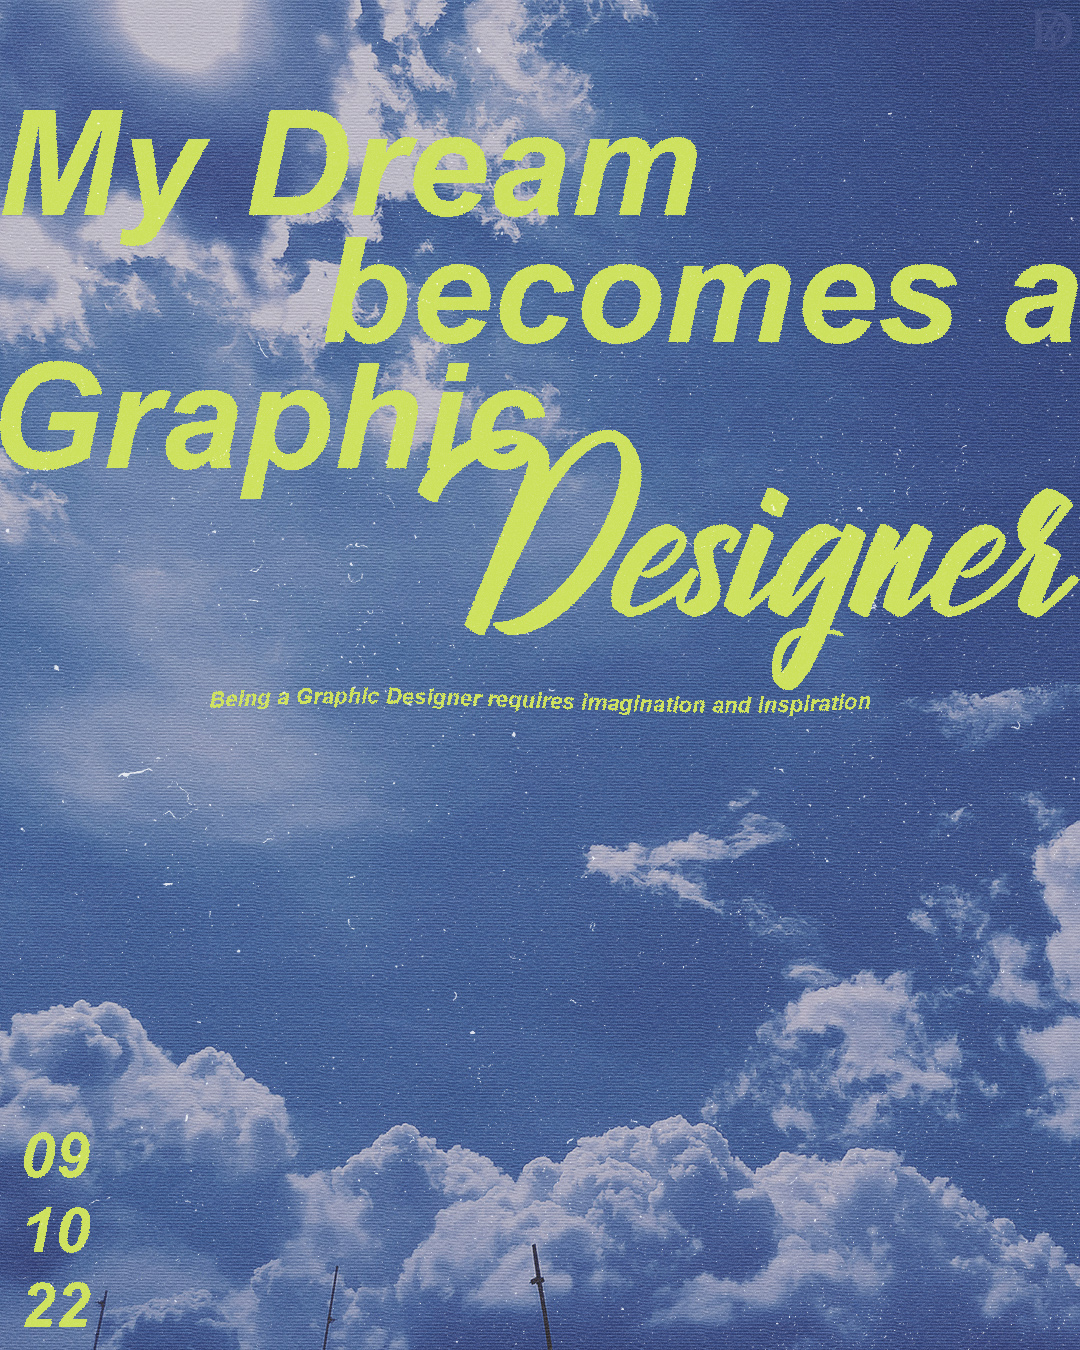 My Dream
becomes a
Graphic
Designer
Being a Graphic Designer requires imagination and inspiration
09
10
22